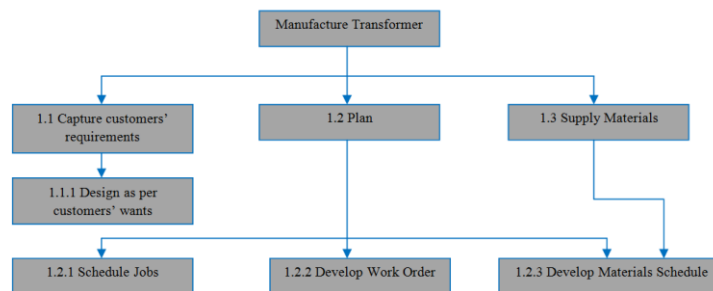 Manufacture Transformer
1.1 Capture customers’
requirements
1.2 Plan
1.3 Supply Materials
1.1.1 Design as per
customers’ wants
1.2.1 Schedule Jobs
1.2.2 Develop Work Order
1.2.3 Develop Materials Schedule